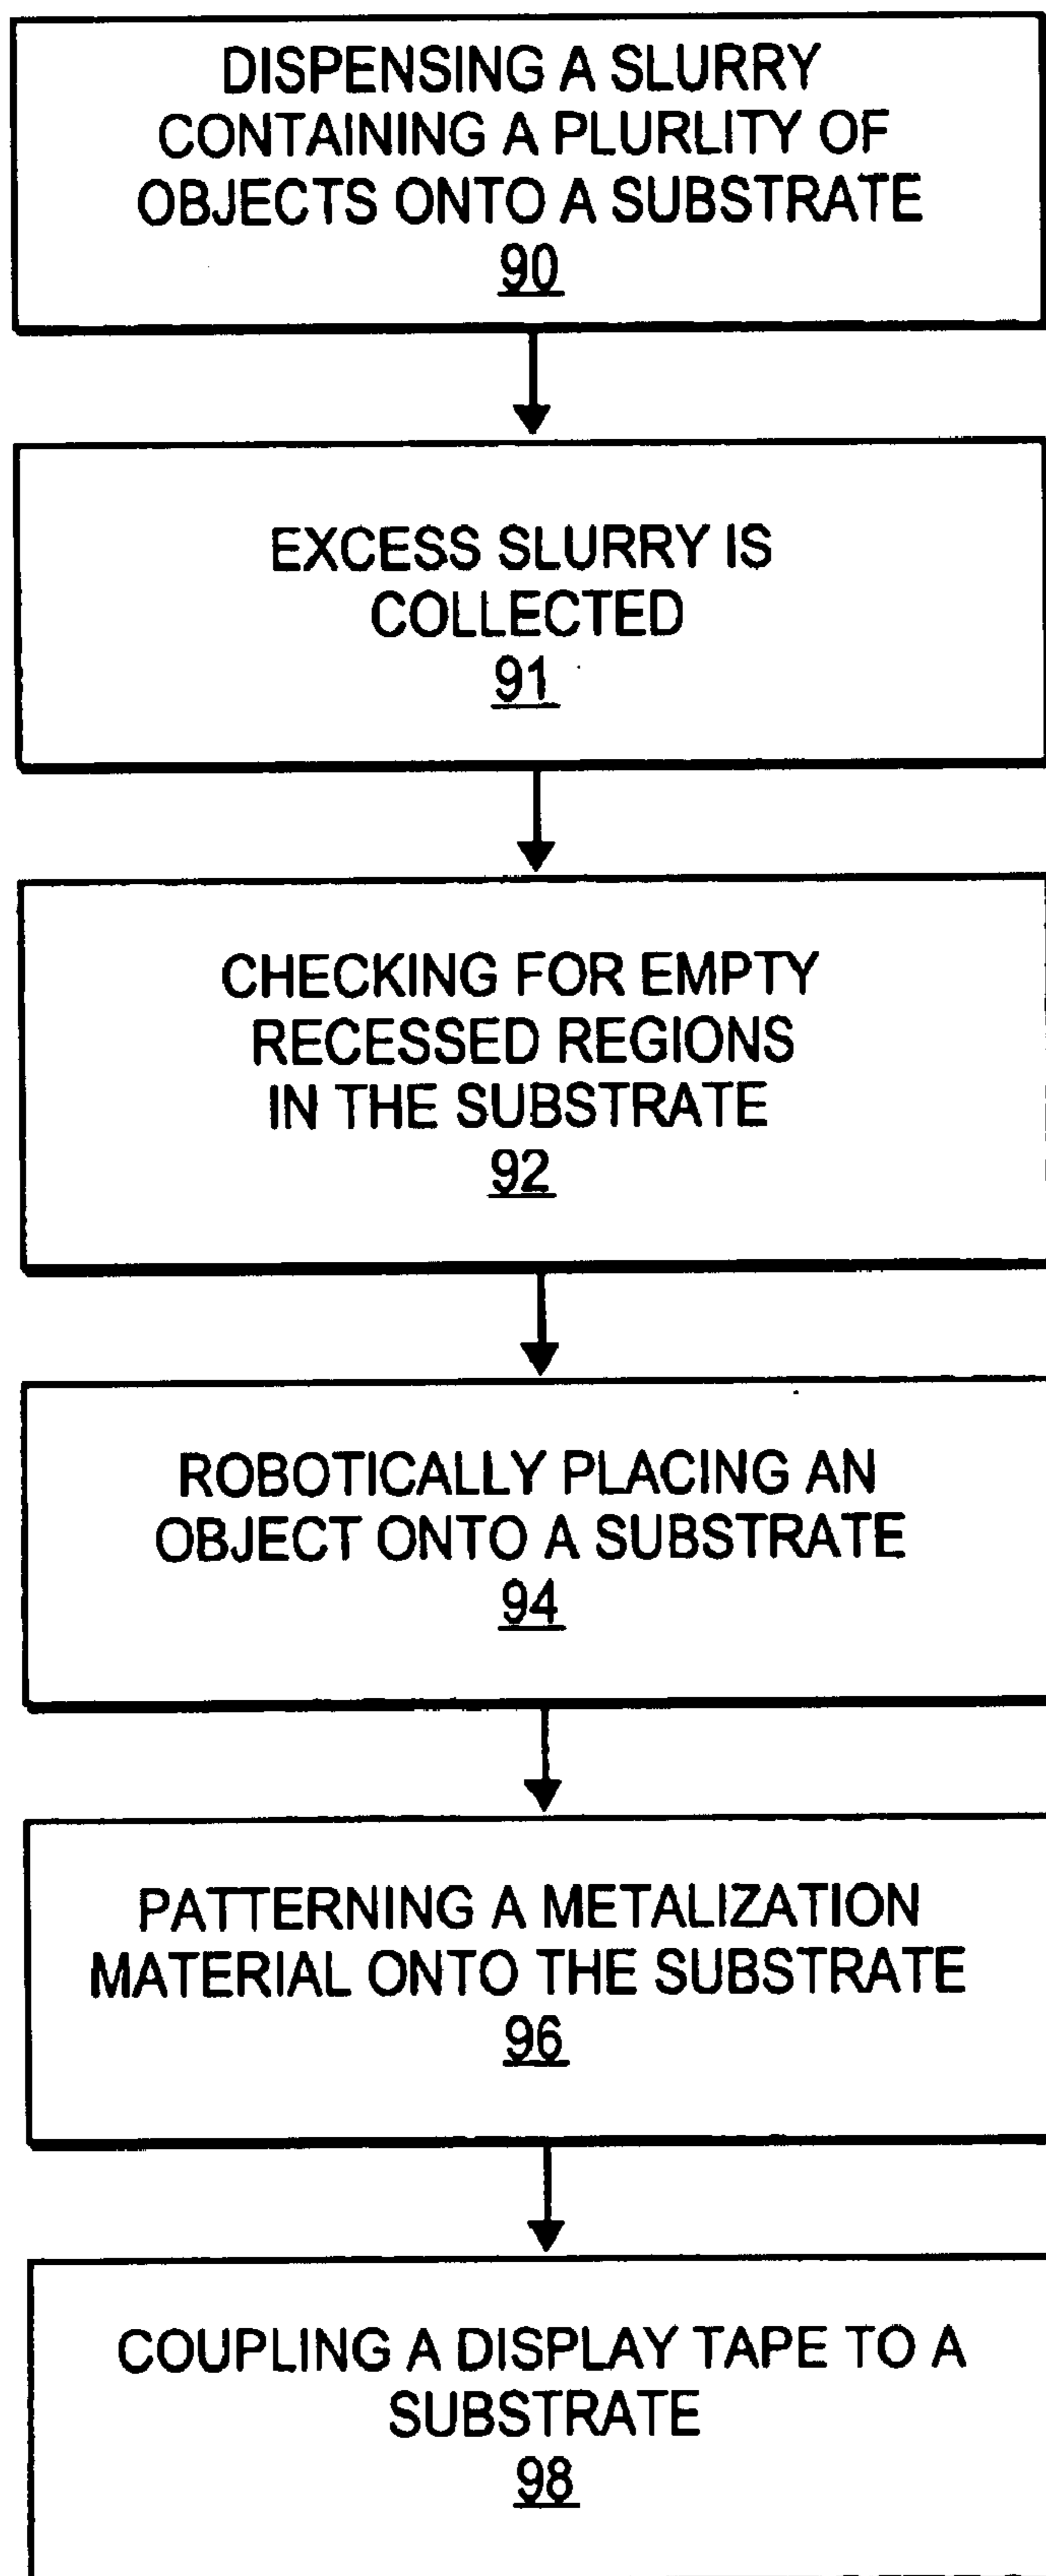 DISPENSING A SLURRY
CONTAINING A PLURLITY OF
OBJECTS ONTO A SUBSTRATE
90
EXCESS SLURRY IS
COLLECTED
91
CHECKING FOR EMPTY
RECESSED REGIONS
IN THE SUBSTRATE
92
ROBOTICALLY PLACING AN
OBJECT ONTO A SUBSTRATE
94
PATTERNING A METALIZATION
MATERIAL ONTO THE SUBSTRATE
96
COUPLING A DISPLAY TAPE TO A
SUBSTRATE
98